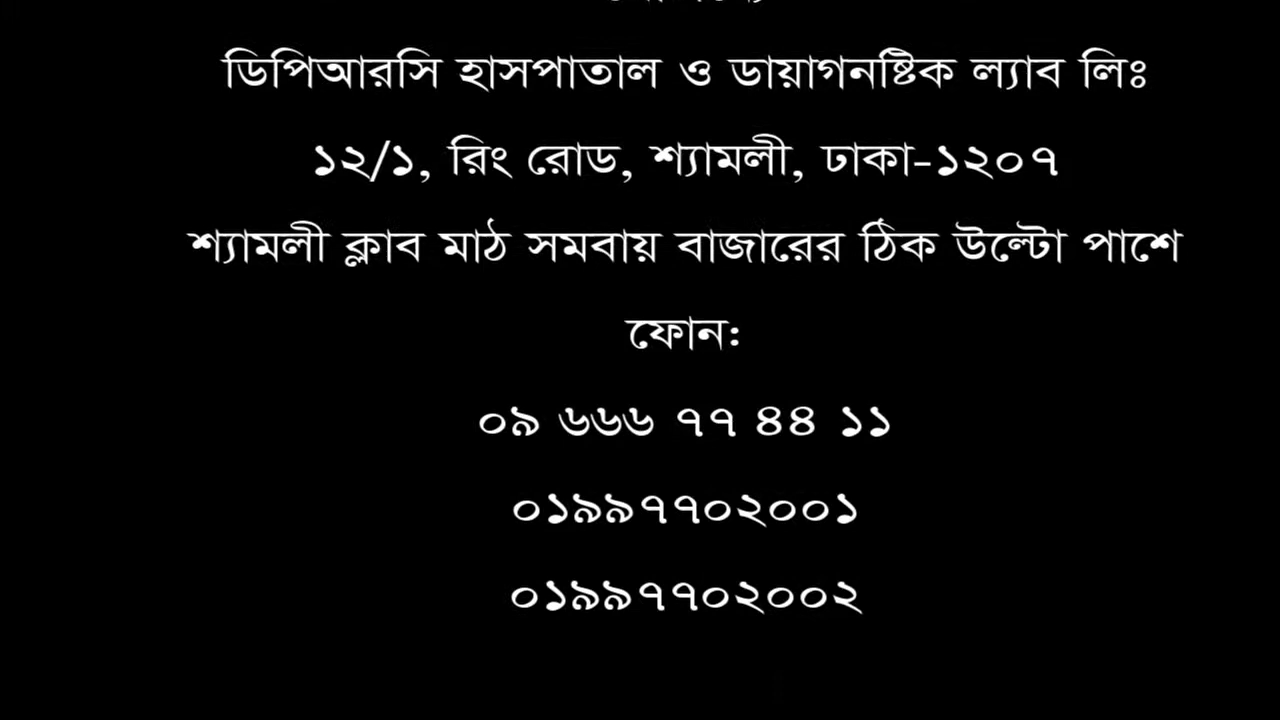 ডিপিআরসি হাসপাতাল ও ডায়াগনষ্টিক ল্যাব লিঃ
১২/১, রিং রোড, শ্যামলী, ঢাকা-১২০৭
শ্যামলী ক্লাব মাঠ সমবায় বাজারের ঠিক উল্টো পাশে
ফোন:
০৯ ৬৬৬ ৭৭ ৪৪ ১১
০১৯৯৭৭০২০০১
০১৯৯৭৭০২০০২